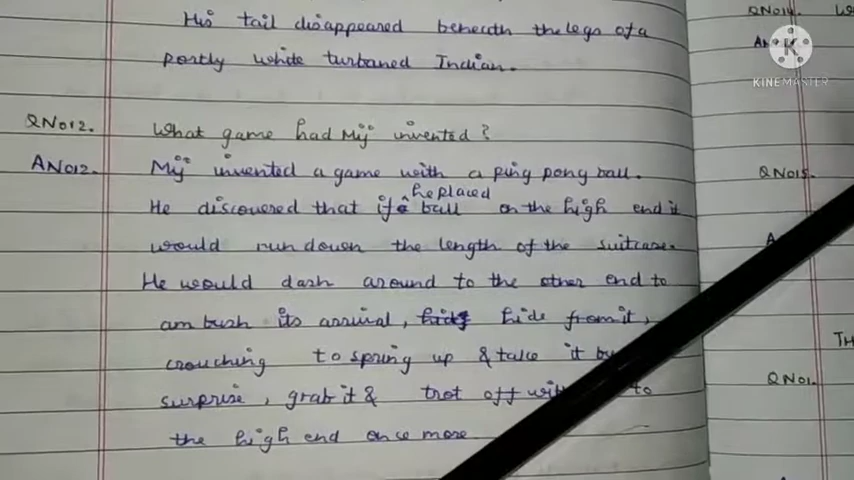 His tail disappeared beneath the legs of a
portly white turbaned Indian.
QNo12. What game had Mij invented?
ANo12. Mij invented a game with a ping pong ball.
he placed
He discovered that if a ball on the high end it
would run down the length of the suitcase.
He would dash around to the other end to
ambush its arrival, hide from it,
crouching to spring up & take it by
surprise, grab it & trot off to
the high end once more
QNo14.
KINEMASTER
QNo15.
QNo1.